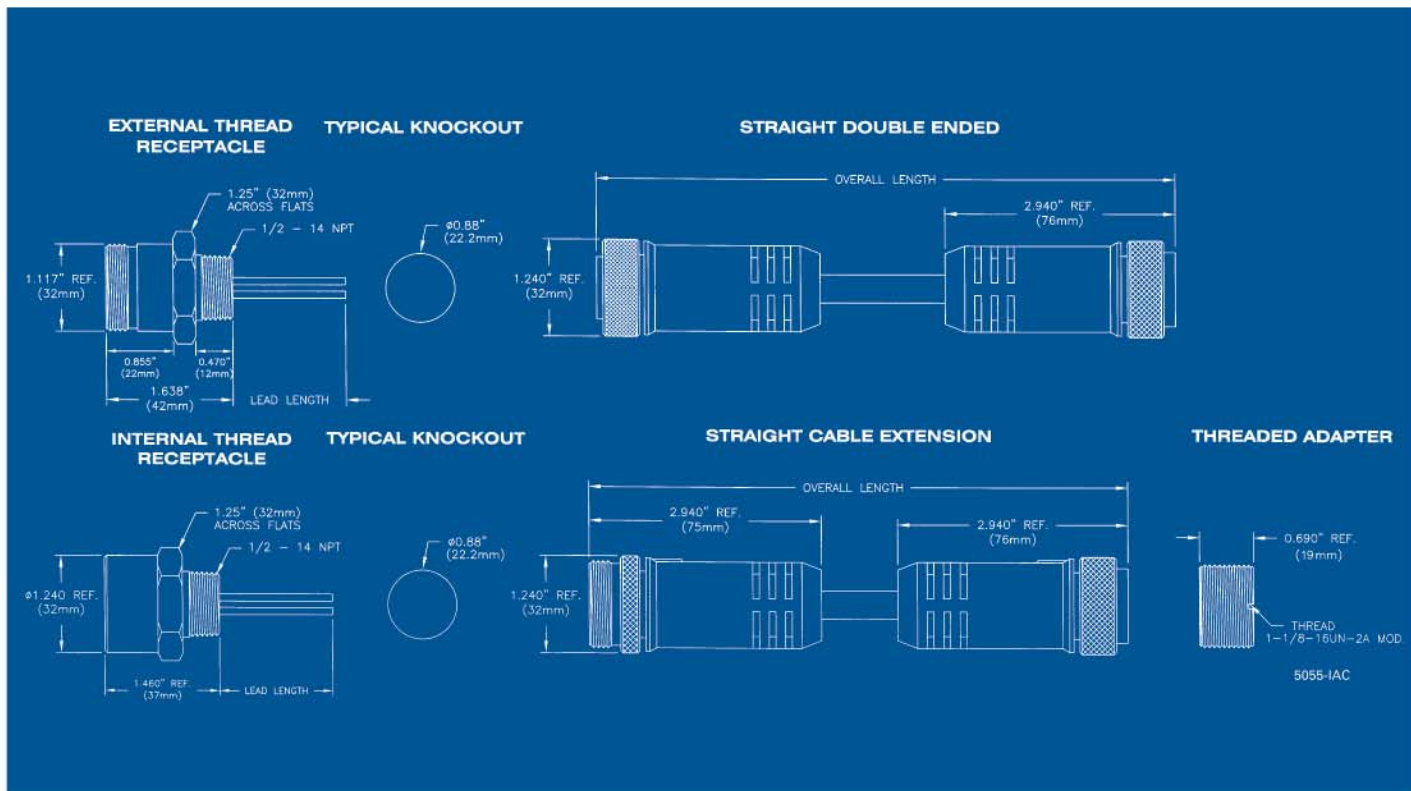 EXTERNAL THREAD
RECEPTACLE
TYPICAL KNOCKOUT
STRAIGHT DOUBLE ENDED
1.25" (32mm)
ACROSS FLATS
1/2 - 14 NPT
1.117" REF.
(32mm)
0.855"
(22mm)
0.470"
(12mm)
1.638"
(42mm)
LEAD LENGTH
ø0.88"
(22.2mm)
OVERALL LENGTH
2.940" REF.
(76mm)
1.240" REF.
(32mm)
INTERNAL THREAD
RECEPTACLE
TYPICAL KNOCKOUT
STRAIGHT CABLE EXTENSION
THREADED ADAPTER
1.25" (32mm)
ACROSS FLATS
1/2 - 14 NPT
ø1.240 REF.
(32mm)
1.460" REF.
(37mm)
LEAD LENGTH
ø0.88"
(22.2mm)
OVERALL LENGTH
2.940" REF.
(75mm)
2.940" REF.
(76mm)
1.240" REF.
(32mm)
0.690" REF.
(19mm)
THREAD
1-1/8-16UN-2A MOD.
5055-IAC